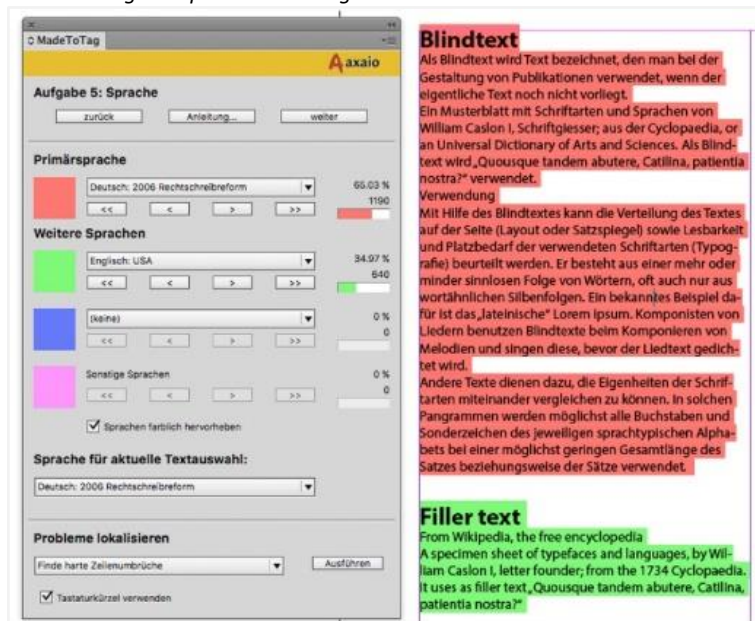 MadeToTag
axaio
Aufgabe 5: Sprache
zurück Anleitung... weiter
Primärsprache
Deutsch: 2006 Rechtschreibreform 65.03 %
<< < > >> 1190
Weitere Sprachen
Englisch: USA 34.97 %
<< < > >> 640
(keine) 0 %
<< < > >> 0
Sonstige Sprachen 0 %
<< < > >> 0
Sprachen farblich hervorheben
Sprache für aktuelle Textauswahl:
Deutsch: 2006 Rechtschreibreform
Probleme lokalisieren
Finde harte Zeilenumbrüche Ausführen
Tastaturkürzel verwenden
Blindtext
Als Blindtext wird Text bezeichnet, den man bei der
Gestaltung von Publikationen verwendet, wenn der
eigentliche Text noch nicht vorliegt.
Ein Musterblatt mit Schriftarten und Sprachen von
William Caslon I, Schriftgiesser; aus der Cyclopaedia, or
an Universal Dictionary of Arts and Sciences. Als Blind-
text wird „Quousque tandem abutere, Catilina, patientia
nostra?“ verwendet.
Verwendung
Mit Hilfe des Blindtextes kann die Verteilung des Textes
auf der Seite (Layout oder Satzspiegel) sowie Lesbarkeit
und Platzbedarf der verwendeten Schriftarten (Typog-
rafie) beurteilt werden. Er besteht aus einer mehr oder
minder sinnlosen Folge von Wörtern, oft auch nur aus
wortähnlichen Silbenfolgen. Ein bekanntes Beispiel da-
für ist das „lateinische“ Lorem ipsum. Komponisten von
Liedern benutzen Blindtexte beim Komponieren von
Melodien und singen diese, bevor der Liedtext gedich-
tet wird.
Andere Texte dienen dazu, die Eigenheiten der Schrif-
tarten miteinander vergleichen zu können. In solchen
Pangrammen werden möglichst alle Buchstaben und
Sonderzeichen des jeweiligen sprachtypischen Alpha-
bets bei einer möglichst geringen Gesamtlänge des
Satzes beziehungsweise der Sätze verwendet.
Filler text
From Wikipedia, the free encyclopedia
A specimen sheet of typefaces and languages, by Wil-
liam Caslon I, letter founder; from the 1734 Cyclopaedia.
It uses as filler text „Quousque tandem abutere, Catilina,
patientia nostra?“